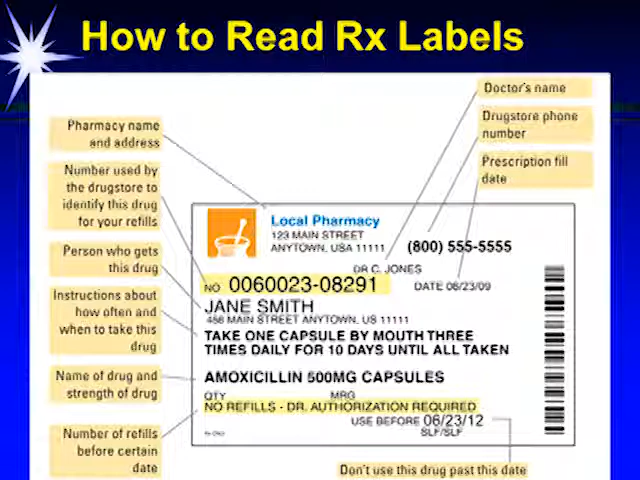 How to Read Rx Labels
Doctor's name
Drugstore phone
number
Prescription fill
date
Pharmacy name
and address
Number used by
the drugstore to
identify this drug
for your refills
Person who gets
this drug
Instructions about
how often and
when to take this
drug
Name of drug and
strength of drug
Number of refills
before certain
date
Local Pharmacy
123 MAIN STREET
ANYTOWN, USA 11111
(800) 555-5555
DR C. JONES
NO 0060023-08291
DATE 06/23/09
JANE SMITH
456 MAIN STREET ANYTOWN, US 11111
TAKE ONE CAPSULE BY MOUTH THREE
TIMES DAILY FOR 10 DAYS UNTIL ALL TAKEN
AMOXICILLIN 500MG CAPSULES
QTY MRG
NO REFILLS - DR. AUTHORIZATION REQUIRED
USE BEFORE 06/23/12
SLF/SLF
Don't use this drug past this date